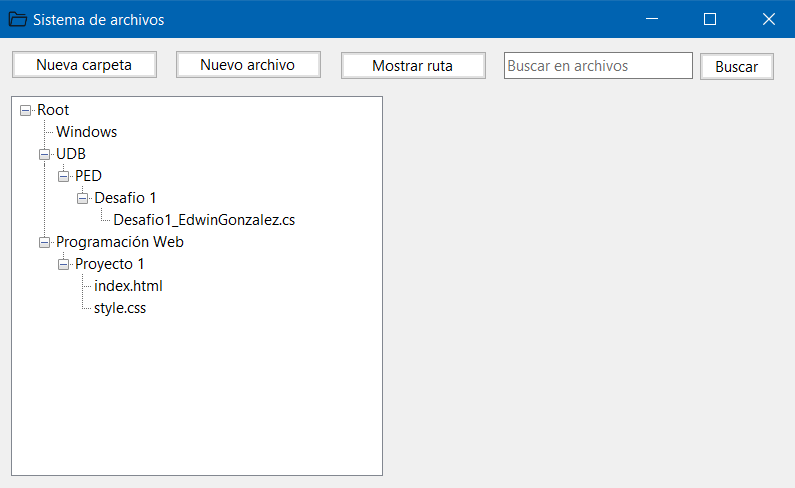 Sistema de archivos
Nueva carpeta Nuevo archivo Mostrar ruta Buscar en archivos Buscar
Root
Windows
UDB
PED
Desafio 1
Desafio1_EdwinGonzalez.cs
Programación Web
Proyecto 1
index.html
style.css